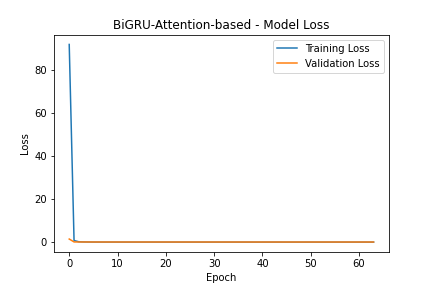 BiGRU-Attention-based - Model Loss
Training Loss
Validation Loss
80
60
40
20
0
Loss
0 10 20 30 40 50 60
Epoch